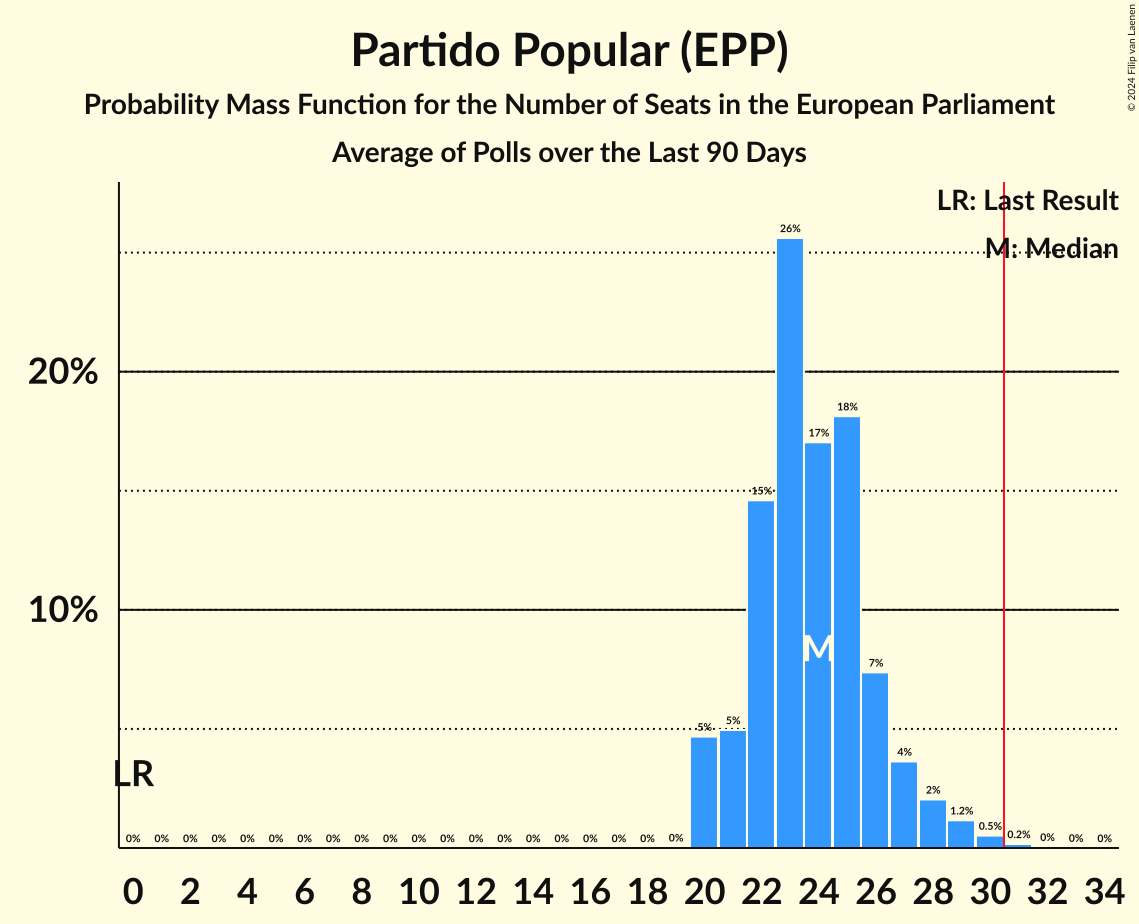 Partido Popular (EPP)
Probability Mass Function for the Number of Seats in the European Parliament
Average of Polls over the Last 90 Days
© 2024 Filip van Laenen
LR: Last Result
M: Median
26%
20%
18%
17%
15%
10%
M
7%
5% 5%
4%
LR
2%
1.2%
0.5%
0.2%
0% 0% 0% 0% 0% 0% 0% 0% 0% 0% 0% 0% 0% 0% 0% 0% 0% 0% 0% 0% 0% 0% 0%
0 2 4 6 8 10 12 14 16 18 20 22 24 26 28 30 32 34